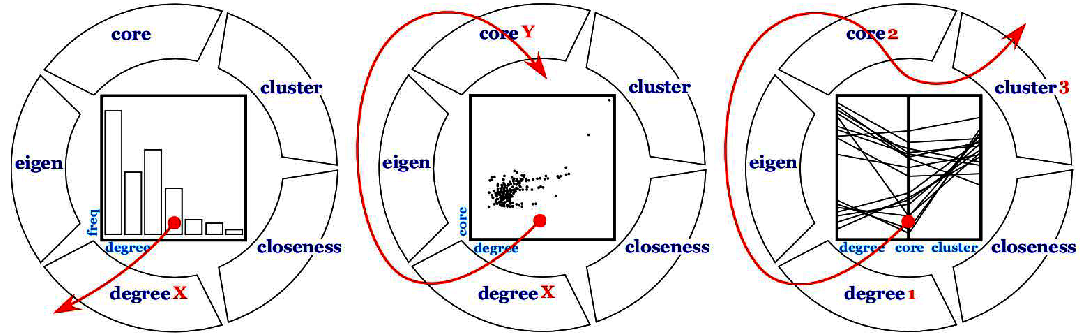 core
cluster
eigen
freq
degree
closeness
degree X
core Y
cluster
eigen
core
degree
closeness
degree X
core 2
cluster 3
eigen
degree core cluster
closeness
degree 1